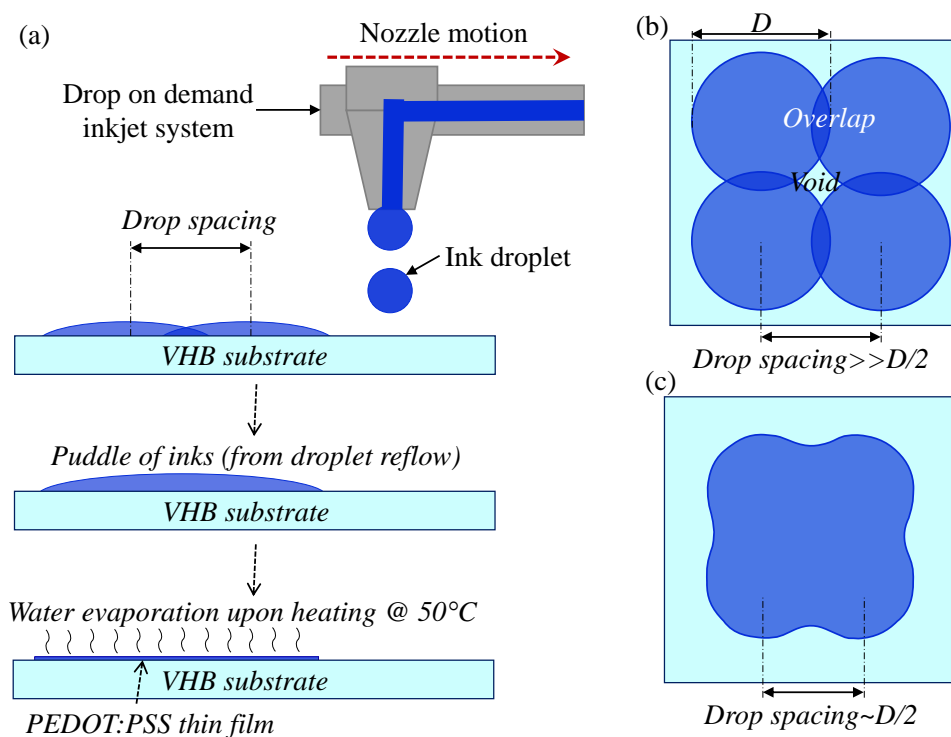 (a)
Nozzle motion
Drop on demand
inkjet system
Drop spacing
Ink droplet
VHB substrate
Puddle of inks (from droplet reflow)
VHB substrate
Water evaporation upon heating @ 50°C
VHB substrate
PEDOT:PSS thin film
(b)
D
Overlap
Void
Drop spacing>>D/2
(c)
Drop spacing~D/2